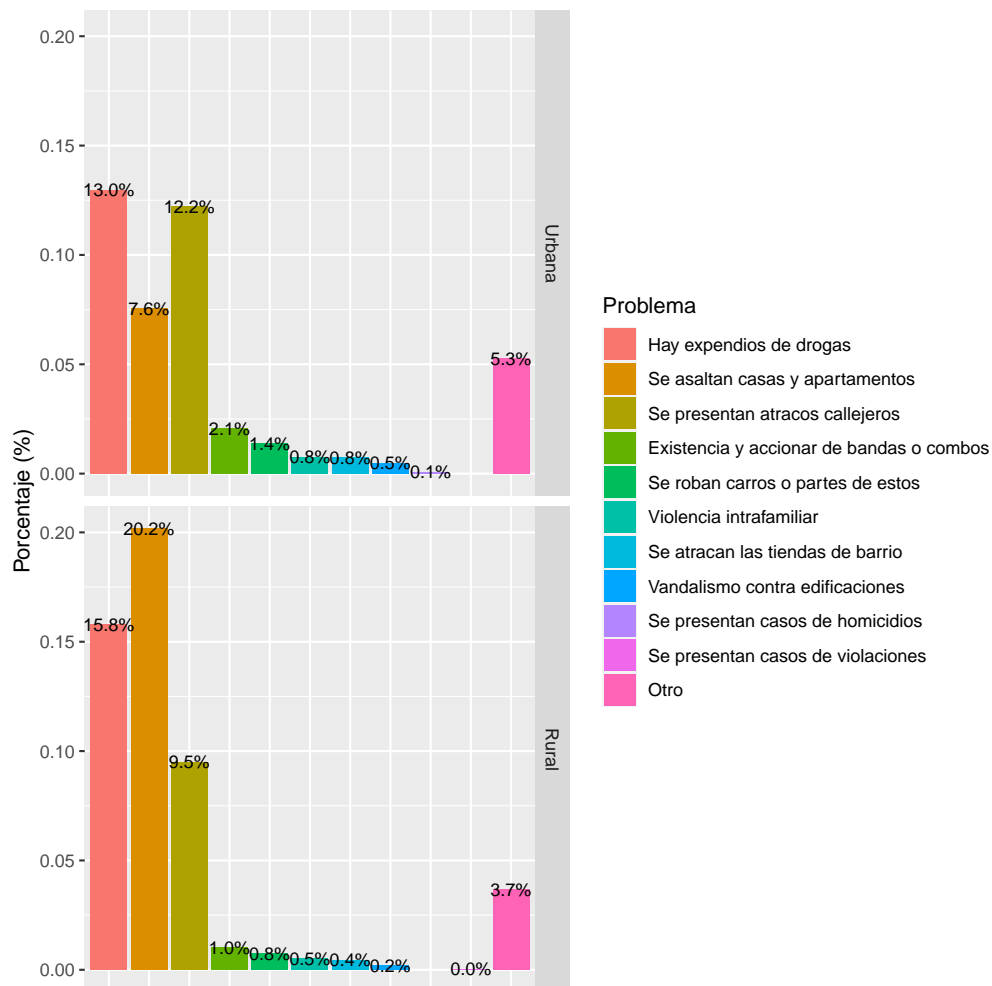 0.20
0.15
0.10
0.05
0.00
13.0%
7.6%
12.2%
2.1%
1.4%
0.8%
0.8%
0.5%
0.1%
5.3%
Urbana
Porcentaje (%)
0.20
0.15
0.10
0.05
0.00
15.8%
20.2%
9.5%
1.0%
0.8%
0.5%
0.4%
0.2%
0.0%
3.7%
Rural
Problema
Hay expendios de drogas
Se asaltan casas y apartamentos
Se presentan atracos callejeros
Existencia y accionar de bandas o combos
Se roban carros o partes de estos
Violencia intrafamiliar
Se atracan las tiendas de barrio
Vandalismo contra edificaciones
Se presentan casos de homicidios
Se presentan casos de violaciones
Otro